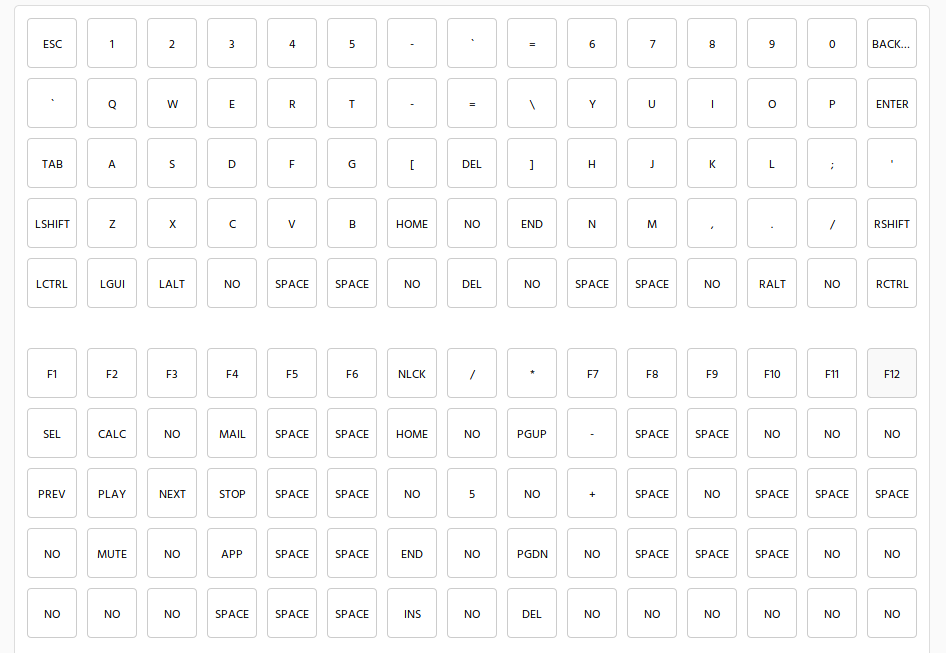 ESC 1 2 3 4 5 - ` = 6 7 8 9 0 BACK...
` Q W E R T - = \ Y U I O P ENTER
TAB A S D F G [ DEL ] H J K L ; '
LSHIFT Z X C V B HOME NO END N M , . / RSHIFT
LCTRL LGUI LALT NO SPACE SPACE NO DEL NO SPACE SPACE NO RALT NO RCTRL
F1 F2 F3 F4 F5 F6 NLCK / * F7 F8 F9 F10 F11 F12
SEL CALC NO MAIL SPACE SPACE HOME NO PGUP - SPACE SPACE NO NO NO
PREV PLAY NEXT STOP SPACE SPACE NO 5 NO + SPACE NO SPACE SPACE SPACE
NO MUTE NO APP SPACE SPACE END NO PGDN NO SPACE SPACE SPACE NO NO
NO NO NO SPACE SPACE SPACE INS NO DEL NO NO NO NO NO NO